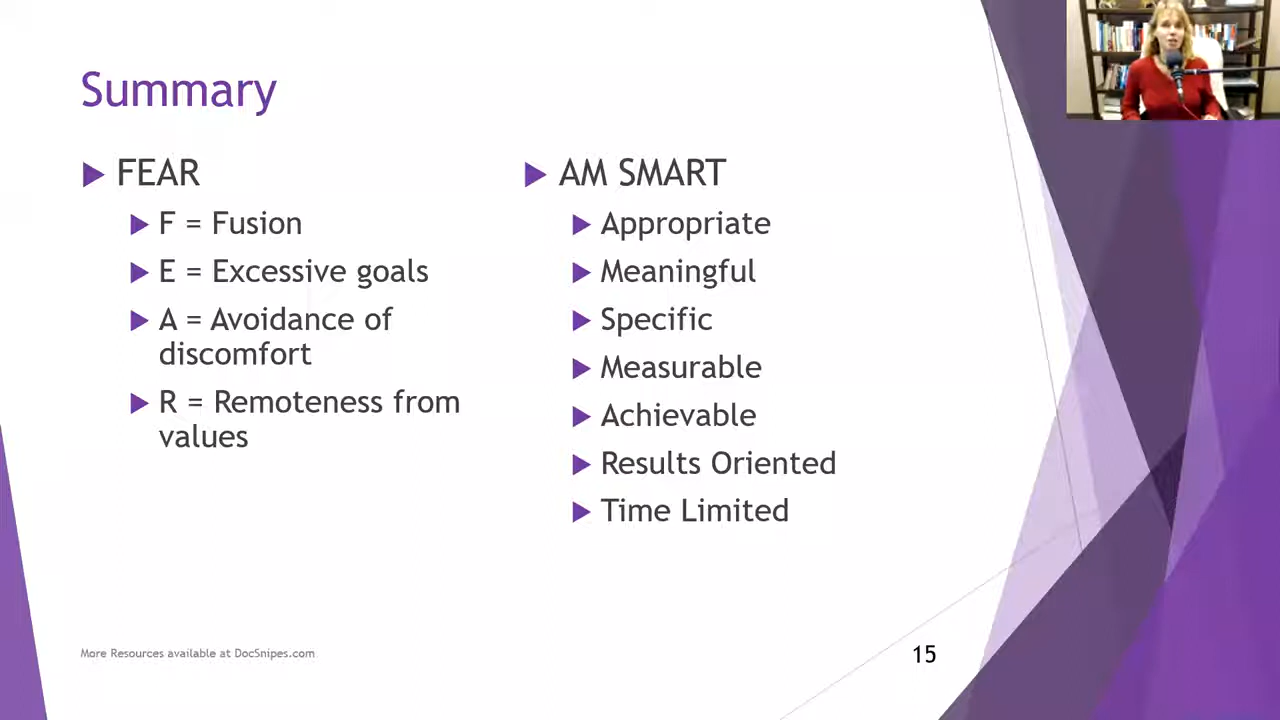 Summary
FEAR
F = Fusion
E = Excessive goals
A = Avoidance of
discomfort
R = Remoteness from
values
AM SMART
Appropriate
Meaningful
Specific
Measurable
Achievable
Results Oriented
Time Limited
More Resources available at DocSnipes.com
15